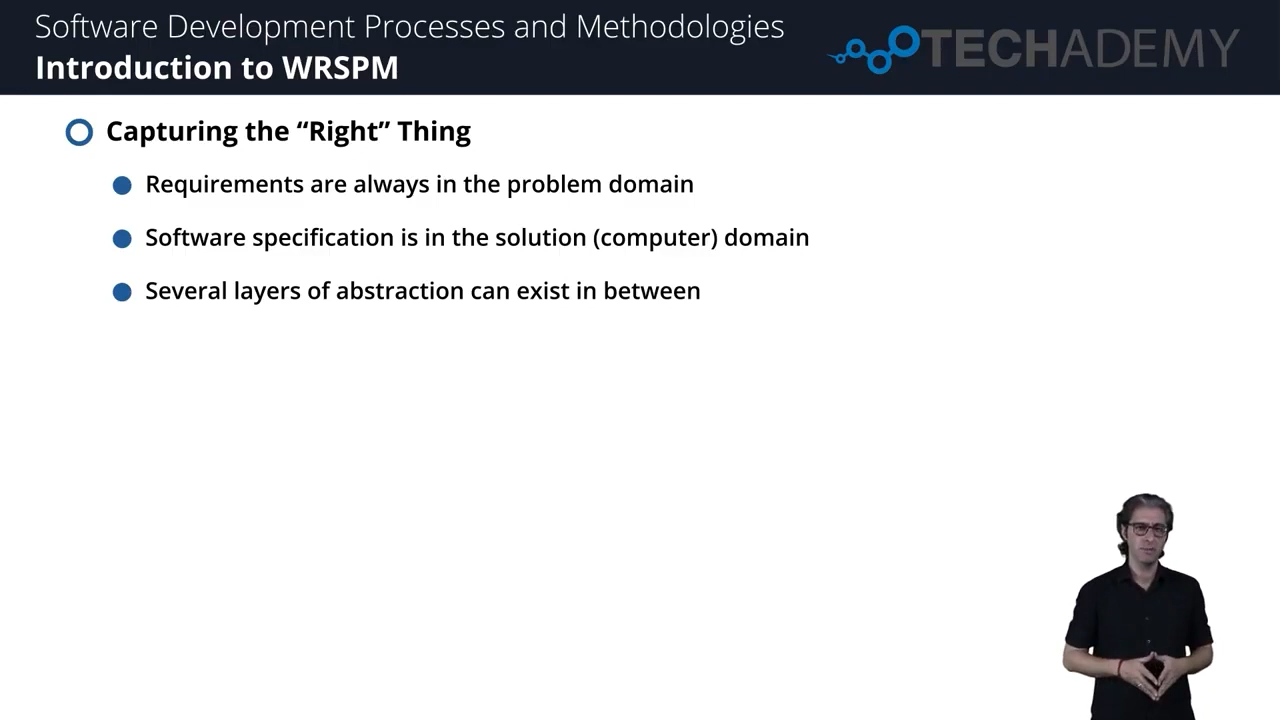 Software Development Processes and Methodologies
Introduction to WRSPM
TECHADEMY
Capturing the “Right” Thing
Requirements are always in the problem domain
Software specification is in the solution (computer) domain
Several layers of abstraction can exist in between